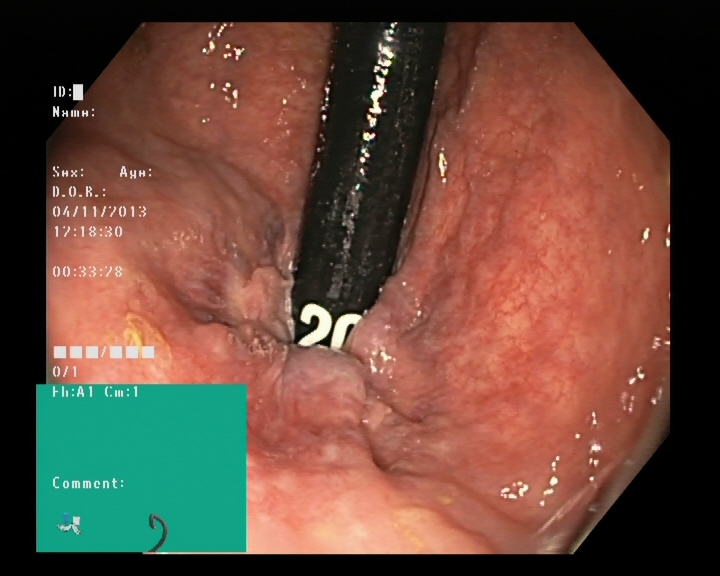 ID:
Name:
Sex: Age:
D.O.R.:
04/11/2013
12:18:30
00:33:28
/
0/1
Eh:A1 Cm:1
Comment:
20